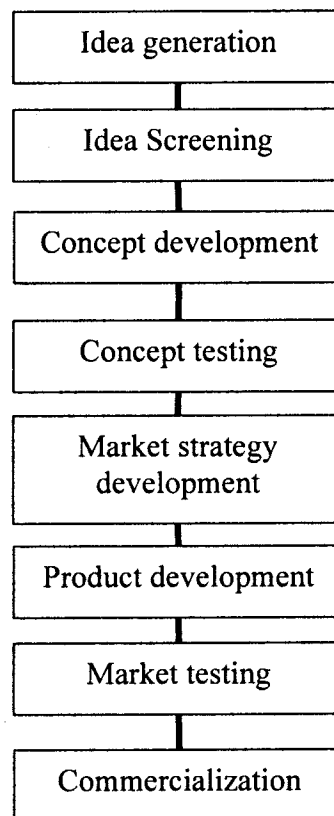 Idea generation
Idea Screening
Concept development
Concept testing
Market strategy
development
Product development
Market testing
Commercialization